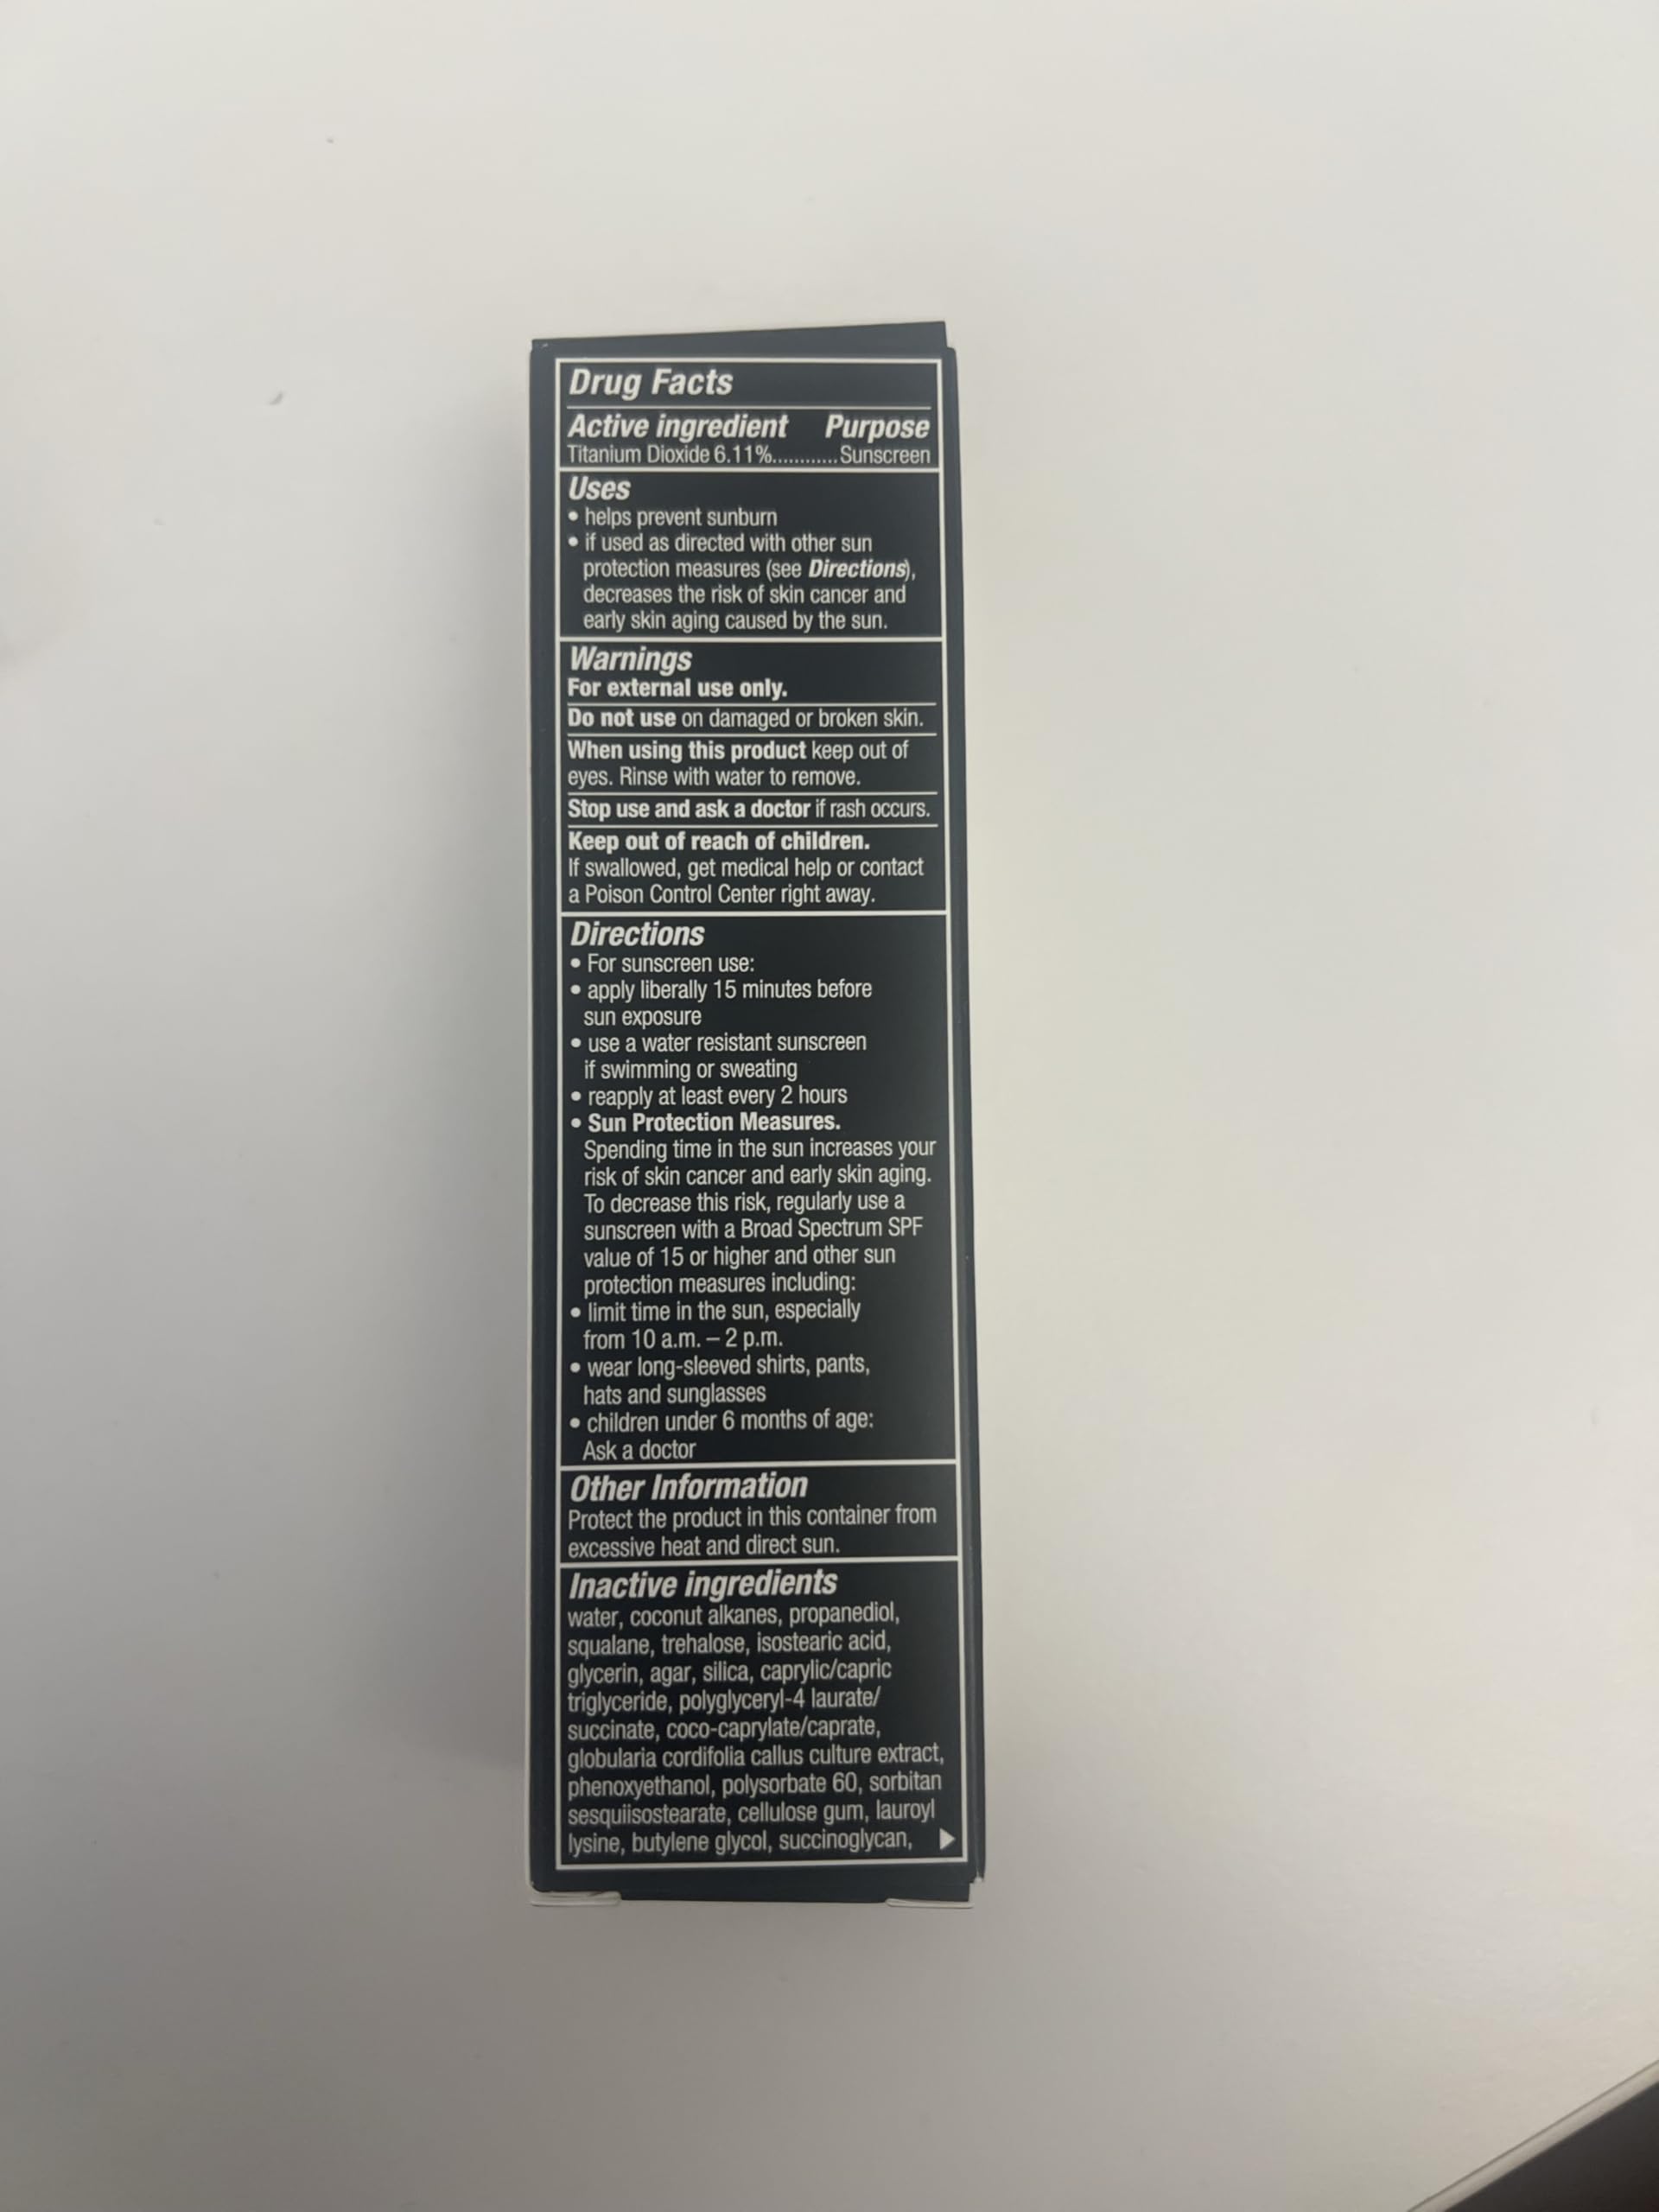 Drug Facts
Active ingredient Purpose
Titanium Dioxide 6.11%............Sunscreen
Uses
• helps prevent sunburn
• if used as directed with other sun
protection measures (see Directions),
decreases the risk of skin cancer and
early skin aging caused by the sun.
Warnings
For external use only.
Do not use on damaged or broken skin.
When using this product keep out of
eyes. Rinse with water to remove.
Stop use and ask a doctor if rash occurs.
Keep out of reach of children.
If swallowed, get medical help or contact
a Poison Control Center right away.
Directions
• For sunscreen use:
• apply liberally 15 minutes before
sun exposure
• use a water resistant sunscreen
if swimming or sweating
• reapply at least every 2 hours
• Sun Protection Measures.
Spending time in the sun increases your
risk of skin cancer and early skin aging.
To decrease this risk, regularly use a
sunscreen with a Broad Spectrum SPF
value of 15 or higher and other sun
protection measures including:
• limit time in the sun, especially
from 10 a.m. – 2 p.m.
• wear long-sleeved shirts, pants,
hats and sunglasses
• children under 6 months of age:
Ask a doctor
Other Information
Protect the product in this container from
excessive heat and direct sun.
Inactive ingredients
water, coconut alkanes, propanediol,
squalane, trehalose, isostearic acid,
glycerin, agar, silica, caprylic/capric
triglyceride, polyglyceryl-4 laurate/
succinate, coco-caprylate/caprate,
globularia cordifolia callus culture extract,
phenoxyethanol, polysorbate 60, sorbitan
sesquiisostearate, cellulose gum, lauroyl
lysine, butylene glycol, succinoglycan,